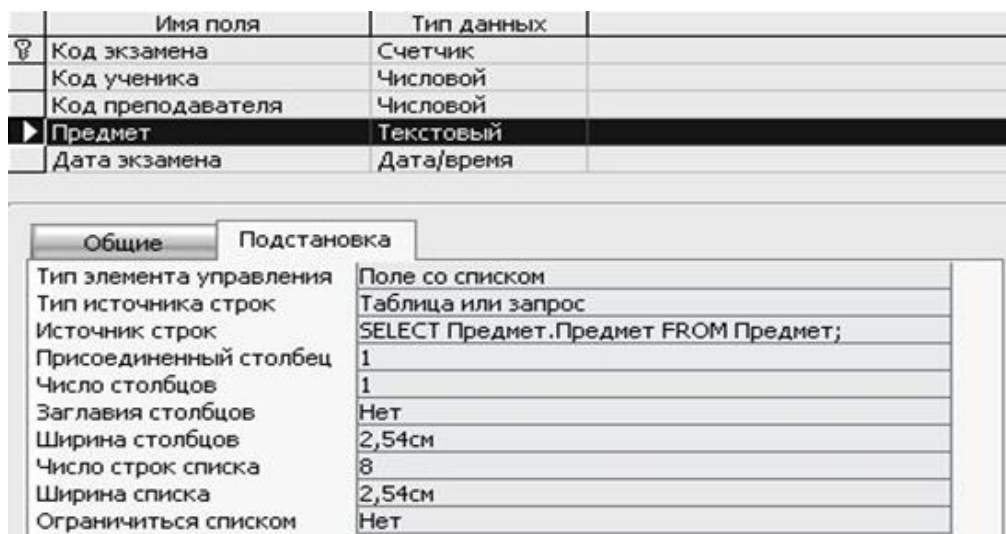 Имя поля Тип данных
Код экзамена Счетчик
Код ученика Числовой
Код преподавателя Числовой
Предмет Текстовый
Дата экзамена Дата/время
Общие Подстановка
Тип элемента управления Поле со списком
Тип источника строк Таблица или запрос
Источник строк SELECT Предмет.Предмет FROM Предмет;
Присоединенный столбец 1
Число столбцов 1
Заглавия столбцов Нет
Ширина столбцов 2,54см
Число строк списка 8
Ширина списка 2,54см
Ограничиться списком Нет